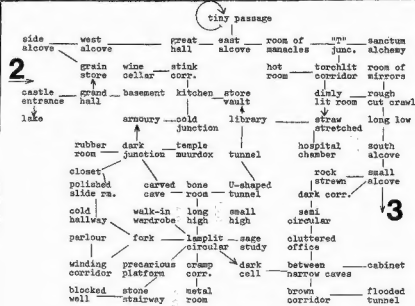 tiny passage
side west great east room of "T" sanctum
alcove alcove hall alcove manacles junc. alchemy
grain wine stink hot torchlit room of
store cellar corr. room corridor mirrors
2
castle grand basement kitchen store dimly rough
entrance hall vault lit room cut crawl
lake armoury cold library straw long low
junction stretched
rubber dark temple tunnel hospital south
room junction muurdox chamber alcove
closet rock small
polished carved bone U-shaped strewn alcove
slide rm. cave room tunnel dark corr.
3
cold walk-in long small semi
hallway wardrobe high high circular
parlour fork lamplit sage cluttered
circular study office
winding precarious cramp dark between cabinet
corridor platform corr. cell narrow caves
blocked stone metal brown flooded
well stairway room corridor tunnel